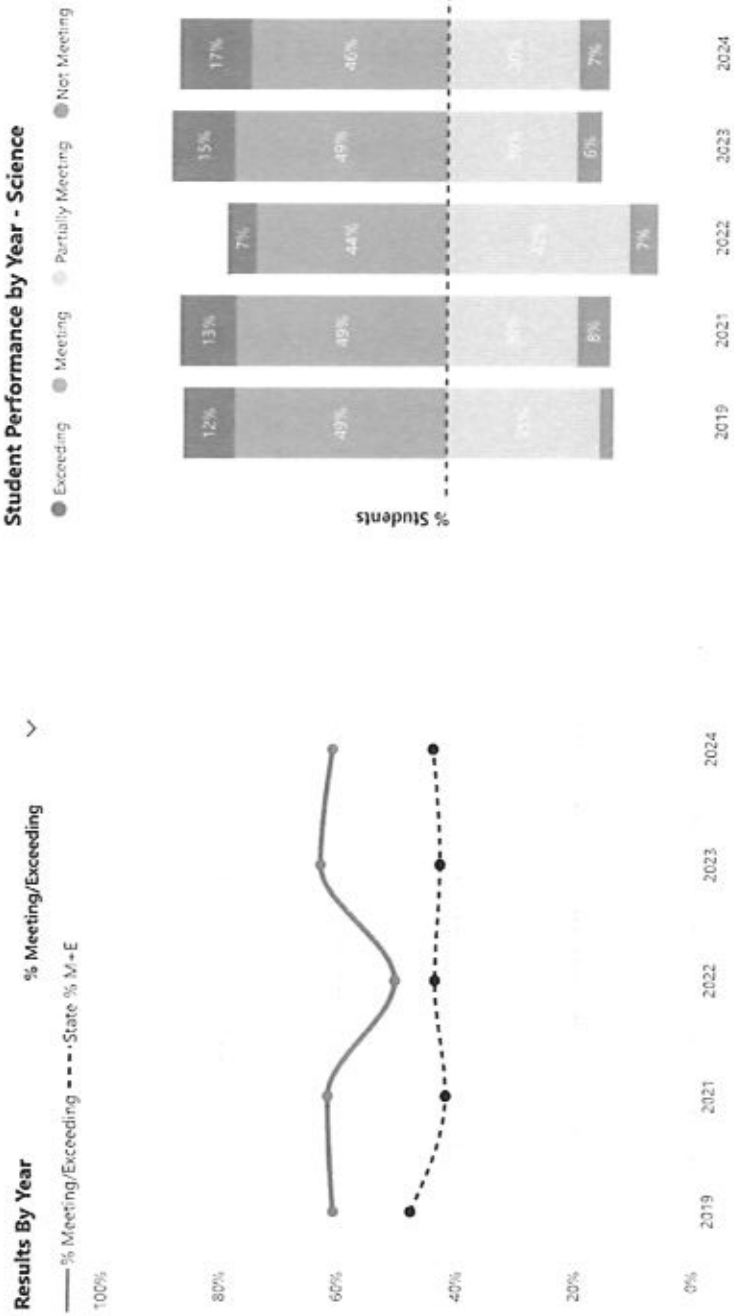 Results By Year
% Meeting/Exceeding
% Meeting/Exceeding State % M+E
100%
80%
60%
40%
20%
0%
2019 2021 2022 2023 2024
Student Performance by Year - Science
Exceeding Meeting Partially Meeting Not Meeting
% Students
12% 13% 7% 15% 17%
49% 49% 44% 49% 46%
8% 7% 6% 7%
2019 2021 2022 2023 2024